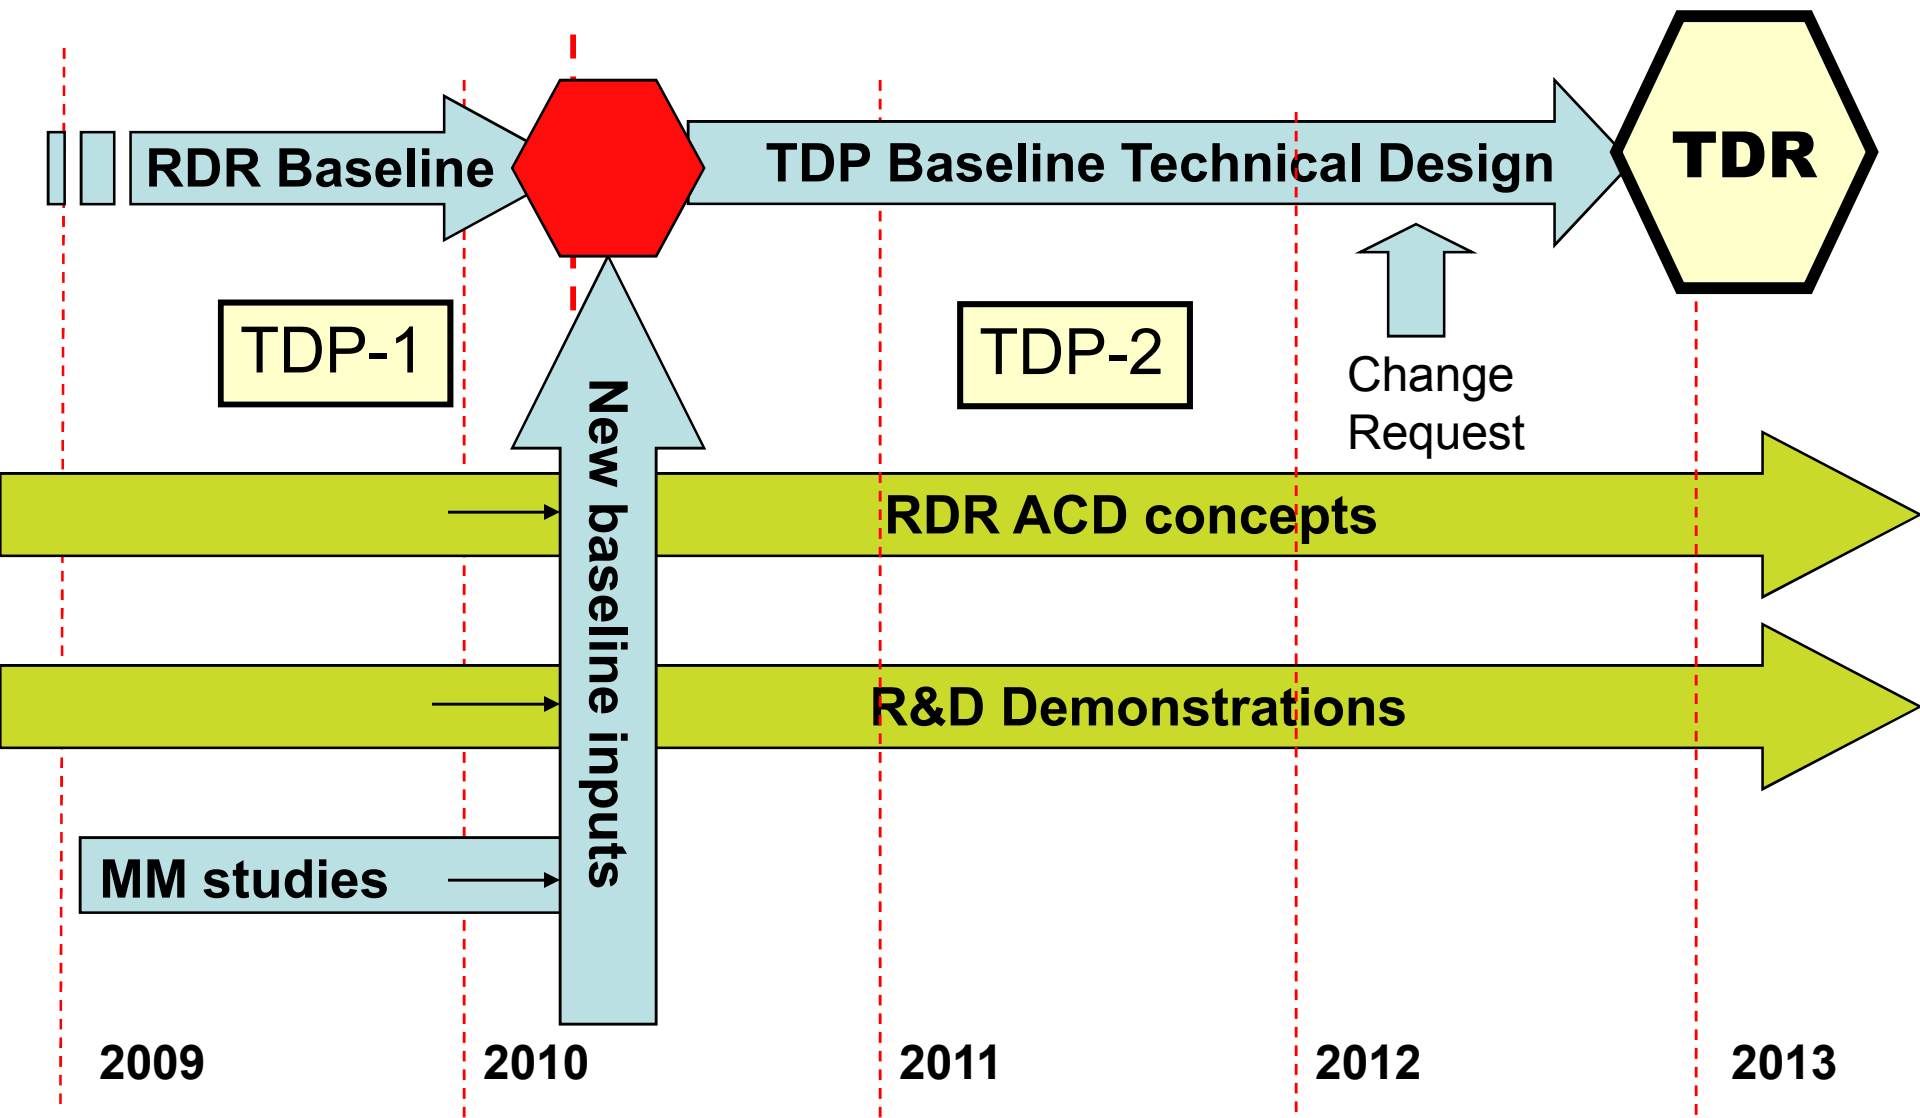 RDR Baseline
TDP Baseline Technical Design
TDR
TDP-1
TDP-2
Change
Request
New baseline inputs
RDR ACD concepts
R&D Demonstrations
MM studies
2009
2010
2011
2012
2013